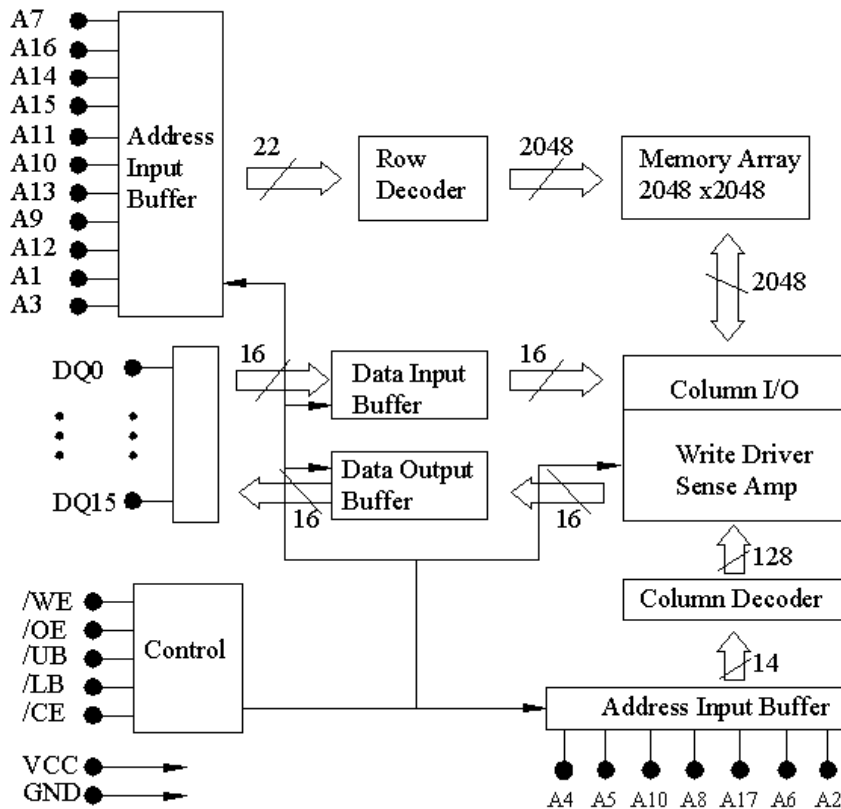 A7
A16
A14
A15
A11
A10
A13
A9
A12
A1
A3
Address
Input
Buffer
22
Row
Decoder
2048
Memory Array
2048 x2048
2048
DQ0
DQ15
16
Data Input
Buffer
16
Column I/O
Data Output
Buffer
16
16
Write Driver
Sense Amp
128
Column Decoder
14
Address Input Buffer
/WE
/OE
/UB
/LB
/CE
Control
VCC
GND
A4 A5 A10 A8 A17 A6 A2